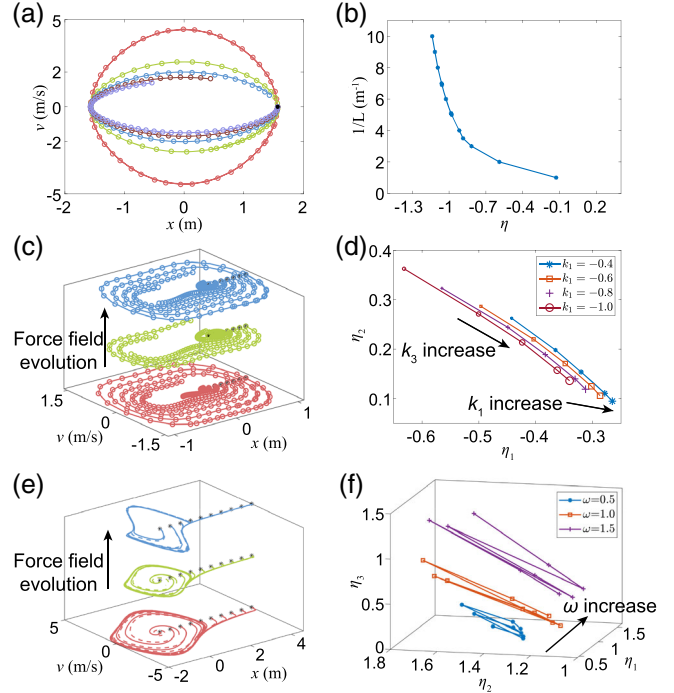 (a)
5
2
0
-2
-5
v (m/s)
-2 -1 0 1 2
x (m)
(b)
10
8
6
4
2
0
1/L (m⁻¹)
-1.3 -1 -0.7 -0.6 -0.1 0.2
η
(c)
Force field
evolution
1.5
0
-1.5
v (m/s)
-1 0 1
x (m)
(d)
0.4
0.3
0.2
0.1
η₂
k₁ = −0.4
k₁ = −0.6
k₁ = −0.8
k₁ = −1.0
k₃ increase
k₁ increase
-0.6 -0.5 -0.4 -0.3
η₁
(e)
Force field
evolution
5
0
-5
v (m/s)
-2 0 2 4
x (m)
(f)
ω=0.5
ω=1.0
ω=1.5
1.5
1
0.5
0
η₃
ω increase
1.8 1.6 1.4 1.2 1
η₂
0.5 1 1.5
η₁